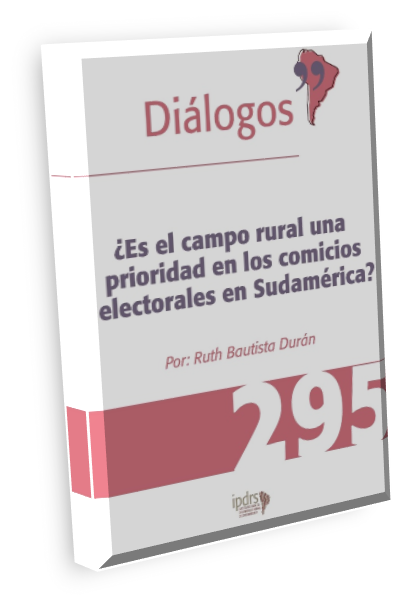 Diálogos
¿Es el campo rural una
prioridad en los comicios
electorales en Sudamérica?
Por: Ruth Bautista Durán
295
ipdrs